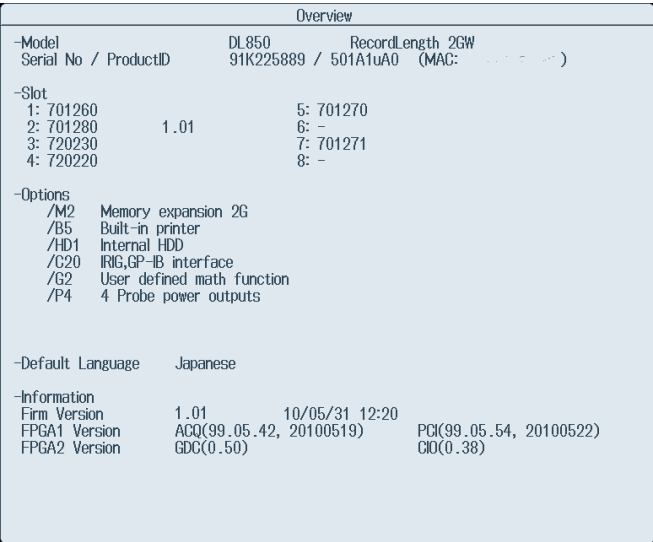 Overview
-Model DL850 RecordLength 2GW
Serial No / ProductID 91K225889 / 501A1uA0 (MAC: )
-Slot
1: 701260 5: 701270
2: 701280 1.01 6: -
3: 720230 7: 701271
4: 720220 8: -
-Options
/M2 Memory expansion 2G
/B5 Built-in printer
/HD1 Internal HDD
/C20 IRIG,GP-IB interface
/G2 User defined math function
/P4 4 Probe power outputs
-Default Language Japanese
-Information
Firm Version 1.01 10/05/31 12:20
FPGA1 Version ACQ(99.05.42, 20100519) PCI(99.05.54, 20100522)
FPGA2 Version GDC(0.50) CIO(0.38)